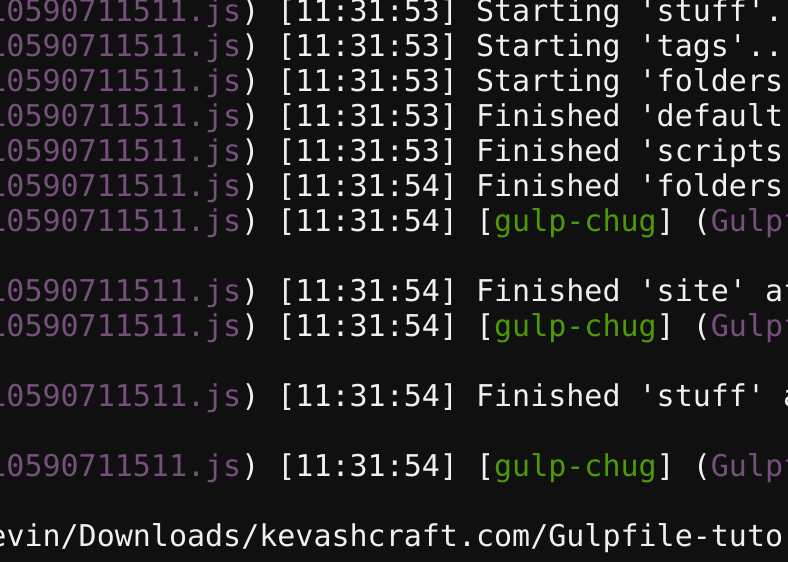 10590711511.js) [11:31:53] Starting 'stuff'.
10590711511.js) [11:31:53] Starting 'tags'..
10590711511.js) [11:31:53] Starting 'folders
10590711511.js) [11:31:53] Finished 'default
10590711511.js) [11:31:53] Finished 'scripts
10590711511.js) [11:31:54] Finished 'folders
10590711511.js) [11:31:54] [gulp-chug] (Gulpf
10590711511.js) [11:31:54] Finished 'site' at
10590711511.js) [11:31:54] [gulp-chug] (Gulpf
10590711511.js) [11:31:54] Finished 'stuff' a
10590711511.js) [11:31:54] [gulp-chug] (Gulpf
evin/Downloads/kevashcraft.com/Gulpfile-tuto